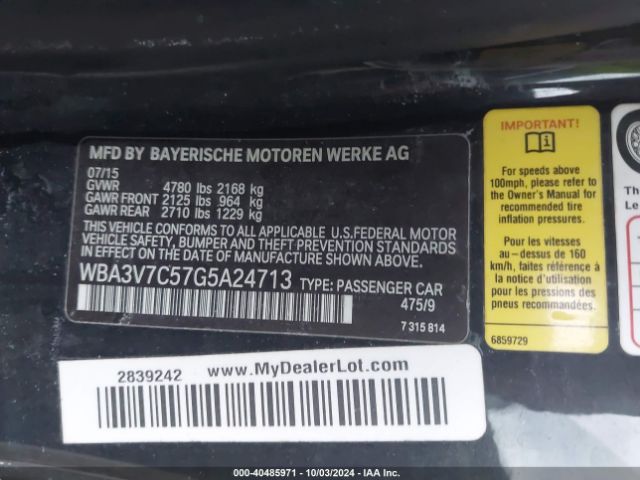 MFD BY BAYERISCHE MOTOREN WERKE AG
07/15
GVWR 4780 lbs 2168 kg
GAWR FRONT 2125 lbs 964 kg
GAWR REAR 2710 lbs 1229 kg
THIS VEHICLE CONFORMS TO ALL APPLICABLE U.S.FEDERAL MOTOR
VEHICLE SAFETY, BUMPER AND THEFT PREVENTION STANDARDS
IN EFFECT ON THE DATE OF MANUFACTURE SHOWN ABOVE.
WBA3V7C57G5A24713 TYPE: PASSENGER CAR
475/9
7 315 814
IMPORTANT!
For speeds above
100mph, please refer to
the Owner's Manual for
recommended tire
inflation pressures.
Pour les vitesses
au-dessus de 160
km/h, faites référence
à la notice d'utilisation
pour les pressions des
pneus recommandées.
6859729
The
Le
2839242 www.MyDealerLot.com
000-40485971 - 10/03/2024 - IAA Inc.